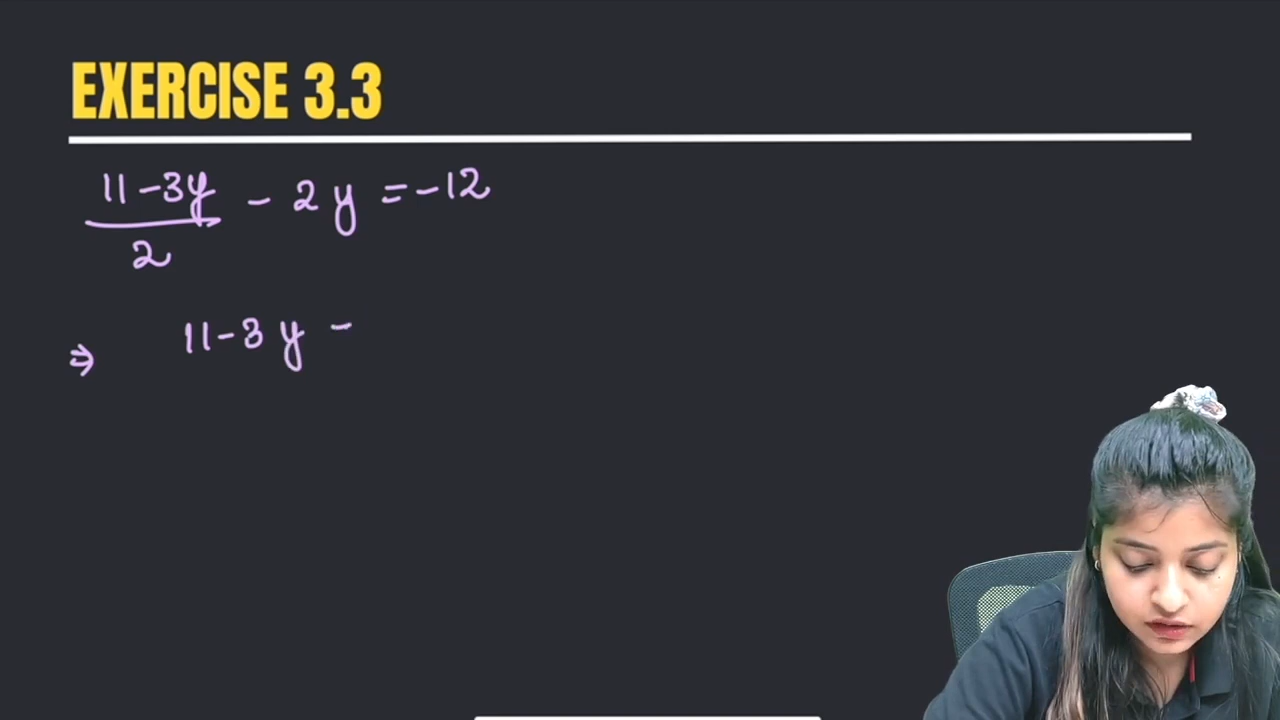 EXERCISE 3.3
11-3y/2 - 2y = -12
⇒ 11-3y -